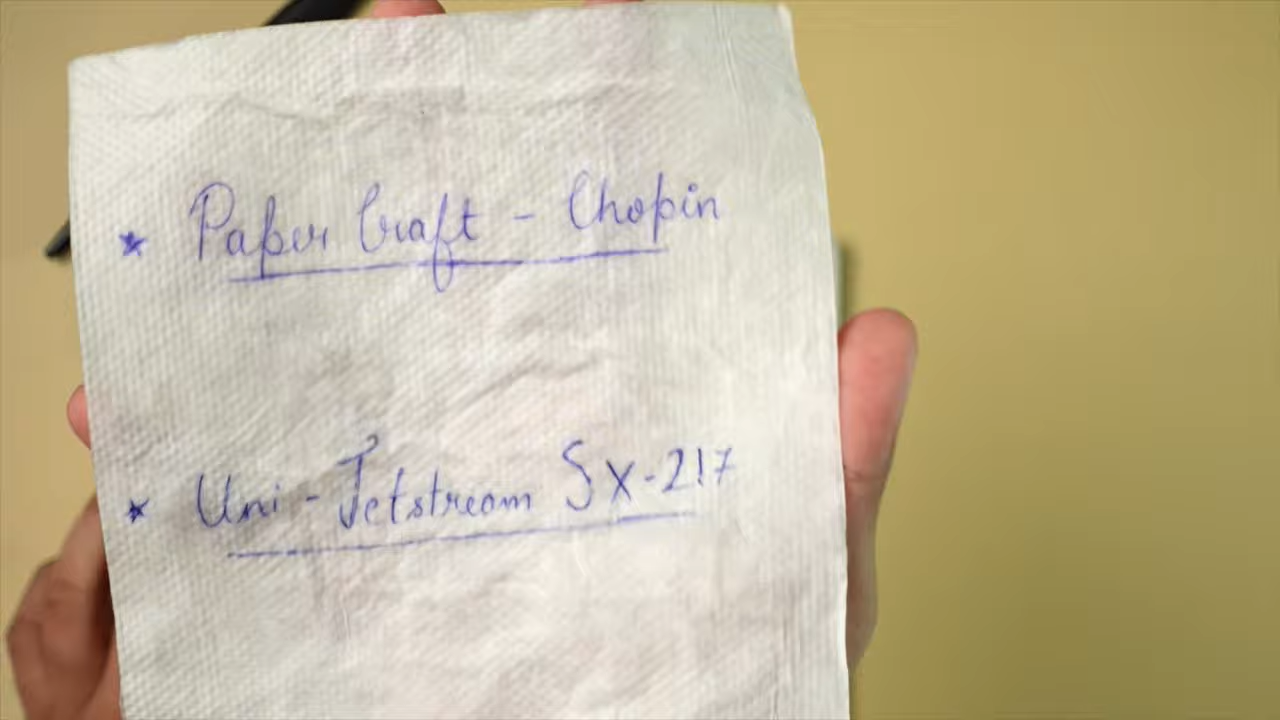 ★ Paper Craft - Chopin
★ Uni-Jetstream SX-217